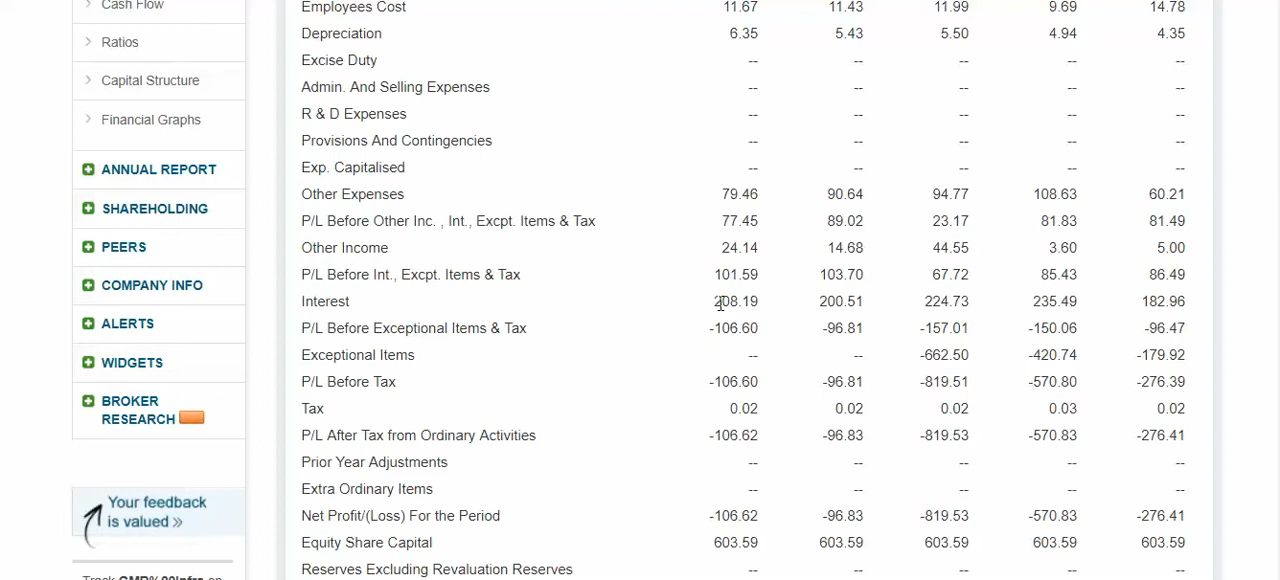 Cash Flow
Ratios
Capital Structure
Financial Graphs
ANNUAL REPORT
SHAREHOLDING
PEERS
COMPANY INFO
ALERTS
WIDGETS
BROKER
RESEARCH
Your feedback
is valued »
Track GMR%20Infra on
Employees Cost 11.67 11.43 11.99 9.69 14.78
Depreciation 6.35 5.43 5.50 4.94 4.35
Excise Duty -- -- -- -- --
Admin. And Selling Expenses -- -- -- -- --
R & D Expenses -- -- -- -- --
Provisions And Contingencies -- -- -- -- --
Exp. Capitalised -- -- -- -- --
Other Expenses 79.46 90.64 94.77 108.63 60.21
P/L Before Other Inc. , Int., Excpt. Items & Tax 77.45 89.02 23.17 81.83 81.49
Other Income 24.14 14.68 44.55 3.60 5.00
P/L Before Int., Excpt. Items & Tax 101.59 103.70 67.72 85.43 86.49
Interest 208.19 200.51 224.73 235.49 182.96
P/L Before Exceptional Items & Tax -106.60 -96.81 -157.01 -150.06 -96.47
Exceptional Items -- -- -662.50 -420.74 -179.92
P/L Before Tax -106.60 -96.81 -819.51 -570.80 -276.39
Tax 0.02 0.02 0.02 0.03 0.02
P/L After Tax from Ordinary Activities -106.62 -96.83 -819.53 -570.83 -276.41
Prior Year Adjustments -- -- -- -- --
Extra Ordinary Items -- -- -- -- --
Net Profit/(Loss) For the Period -106.62 -96.83 -819.53 -570.83 -276.41
Equity Share Capital 603.59 603.59 603.59 603.59 603.59
Reserves Excluding Revaluation Reserves -- -- -- -- --